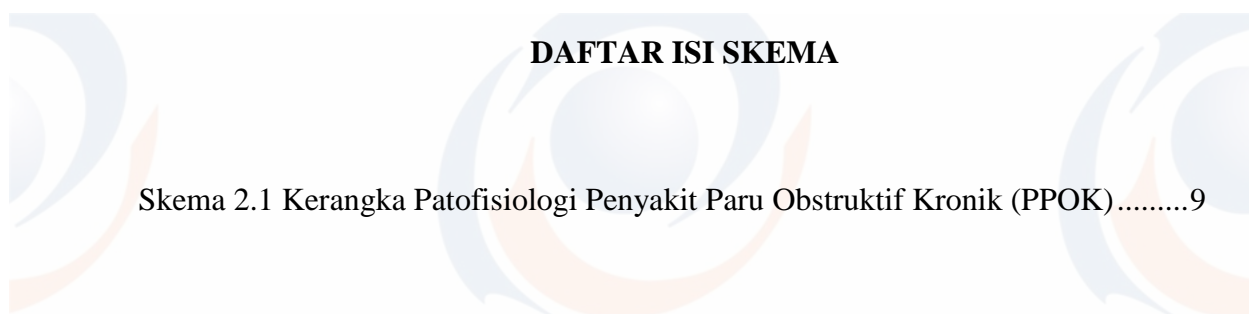 DAFTAR ISI SKEMA
Skema 2.1 Kerangka Patofisiologi Penyakit Paru Obstruktif Kronik (PPOK).........9